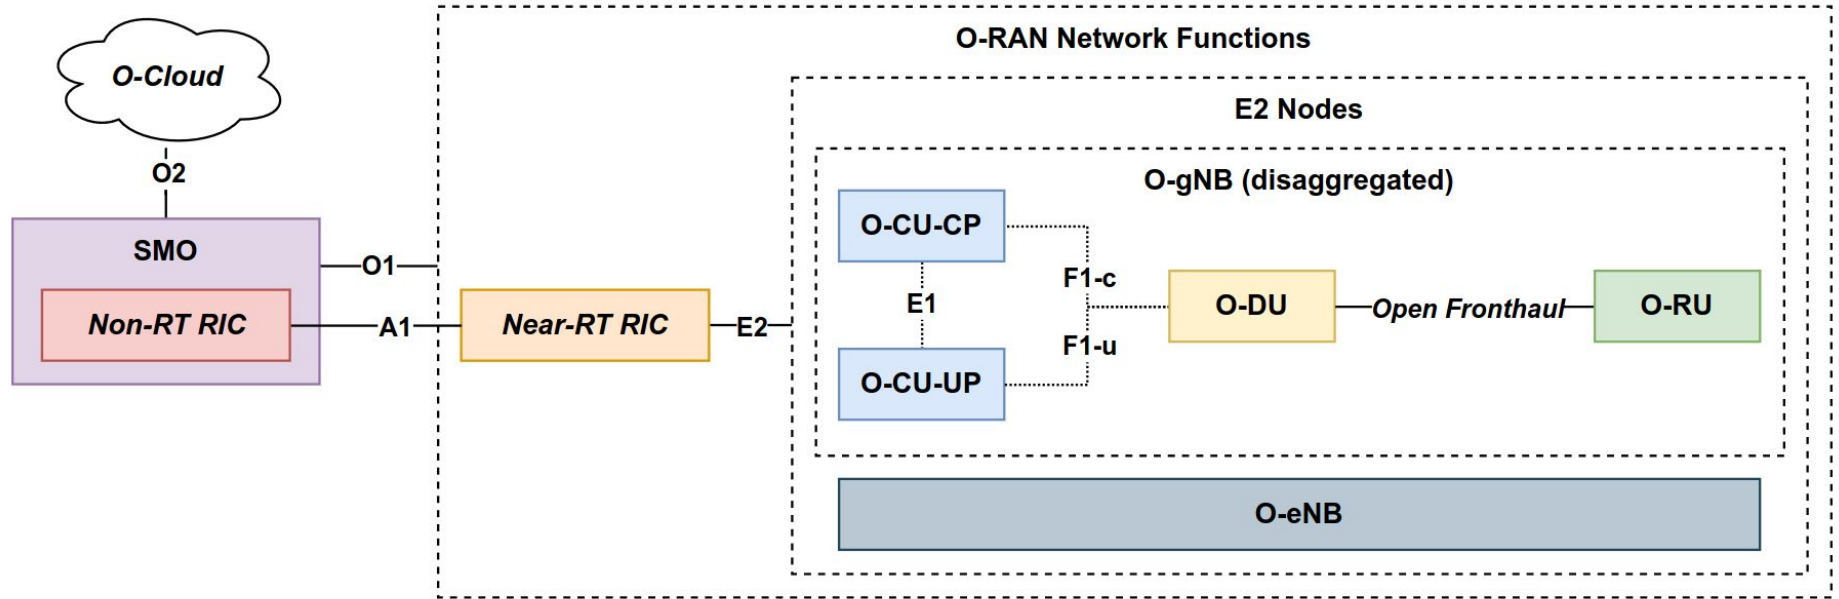 O-Cloud
O2
SMO
Non-RT RIC
O1
A1
O-RAN Network Functions
Near-RT RIC
E2
E2 Nodes
O-gNB (disaggregated)
O-CU-CP
E1
O-CU-UP
F1-c
F1-u
O-DU
Open Fronthaul
O-RU
O-eNB